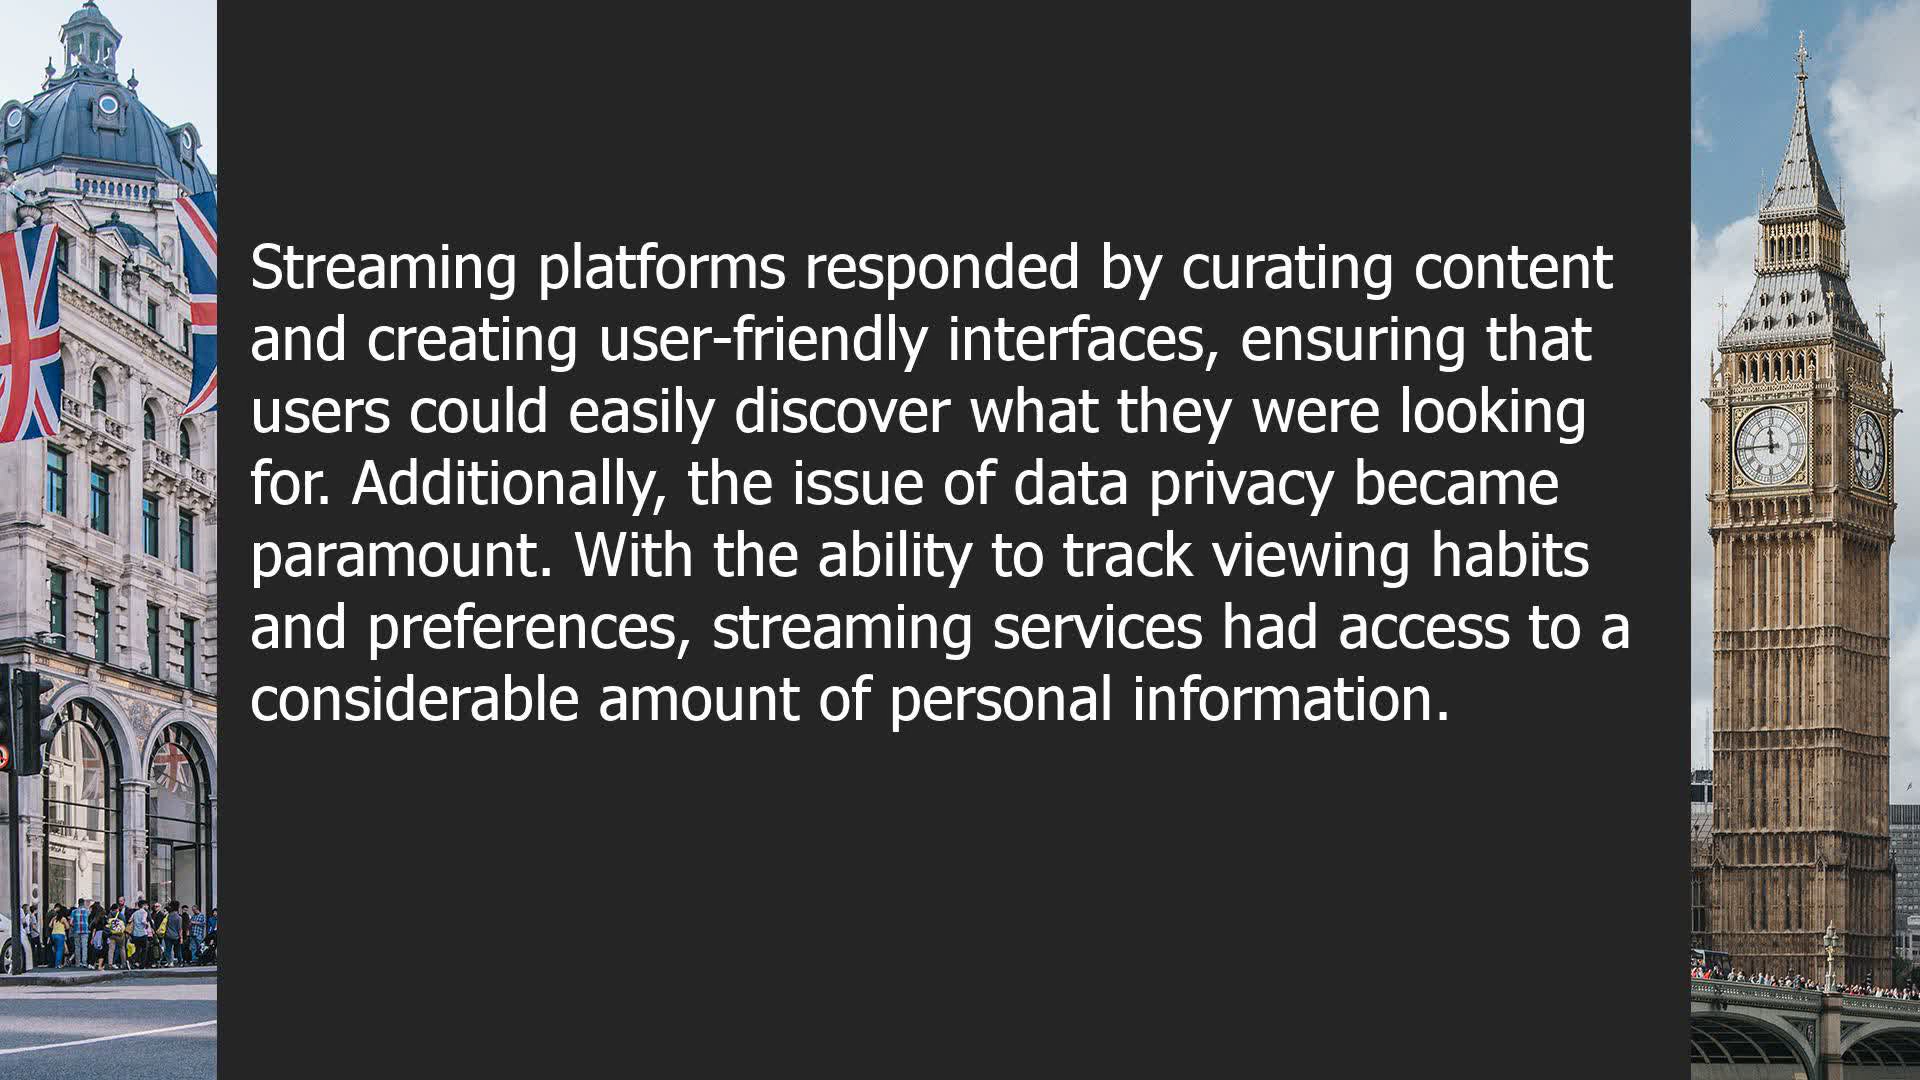 Streaming platforms responded by curating content
and creating user-friendly interfaces, ensuring that
users could easily discover what they were looking
for. Additionally, the issue of data privacy became
paramount. With the ability to track viewing habits
and preferences, streaming services had access to a
considerable amount of personal information.